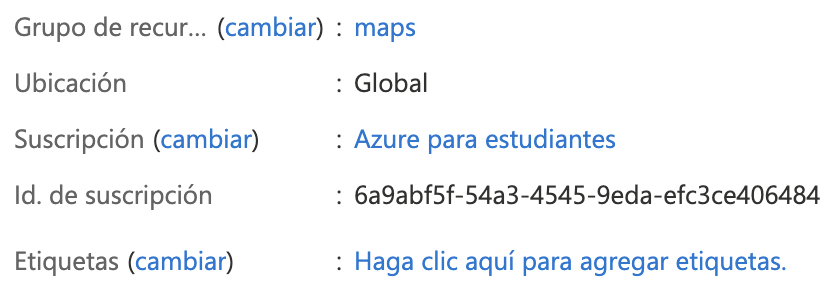 Grupo de recur... (cambiar) : maps
Ubicación : Global
Suscripción (cambiar) : Azure para estudiantes
Id. de suscripción : 6a9abf5f-54a3-4545-9eda-efc3ce406484
Etiquetas (cambiar) : Haga clic aquí para agregar etiquetas.